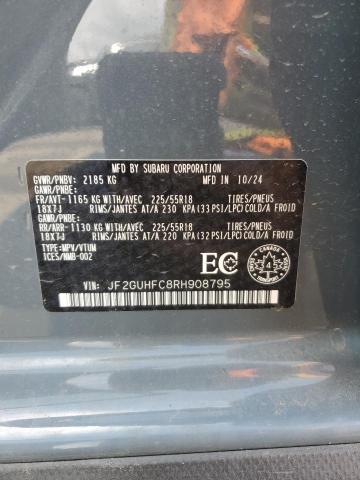 MFD BY SUBARU CORPORATION
GVWR/PNBV: 2185 KG MFD IN 10/24
GAWR/PNBE:
FR/AVT-1165 KG WITH/AVEC 225/55R18 TIRES/PNEUS
18X7J RIMS/JANTES AT/A 230 KPA (33 PSI/LPC) COLD/A FROID
GAWR/PNBE:
RR/ARR-1130 KG WITH/AVEC 225/55R18 TIRES/PNEUS
18X7J RIMS/JANTES AT/A 220 KPA (32 PSI/LPC) COLD/A FROID
TYPE:MPV/VTUM
ICES/NMB-002
EC
CANADA
VIN: JF2GUHFC8RH908795